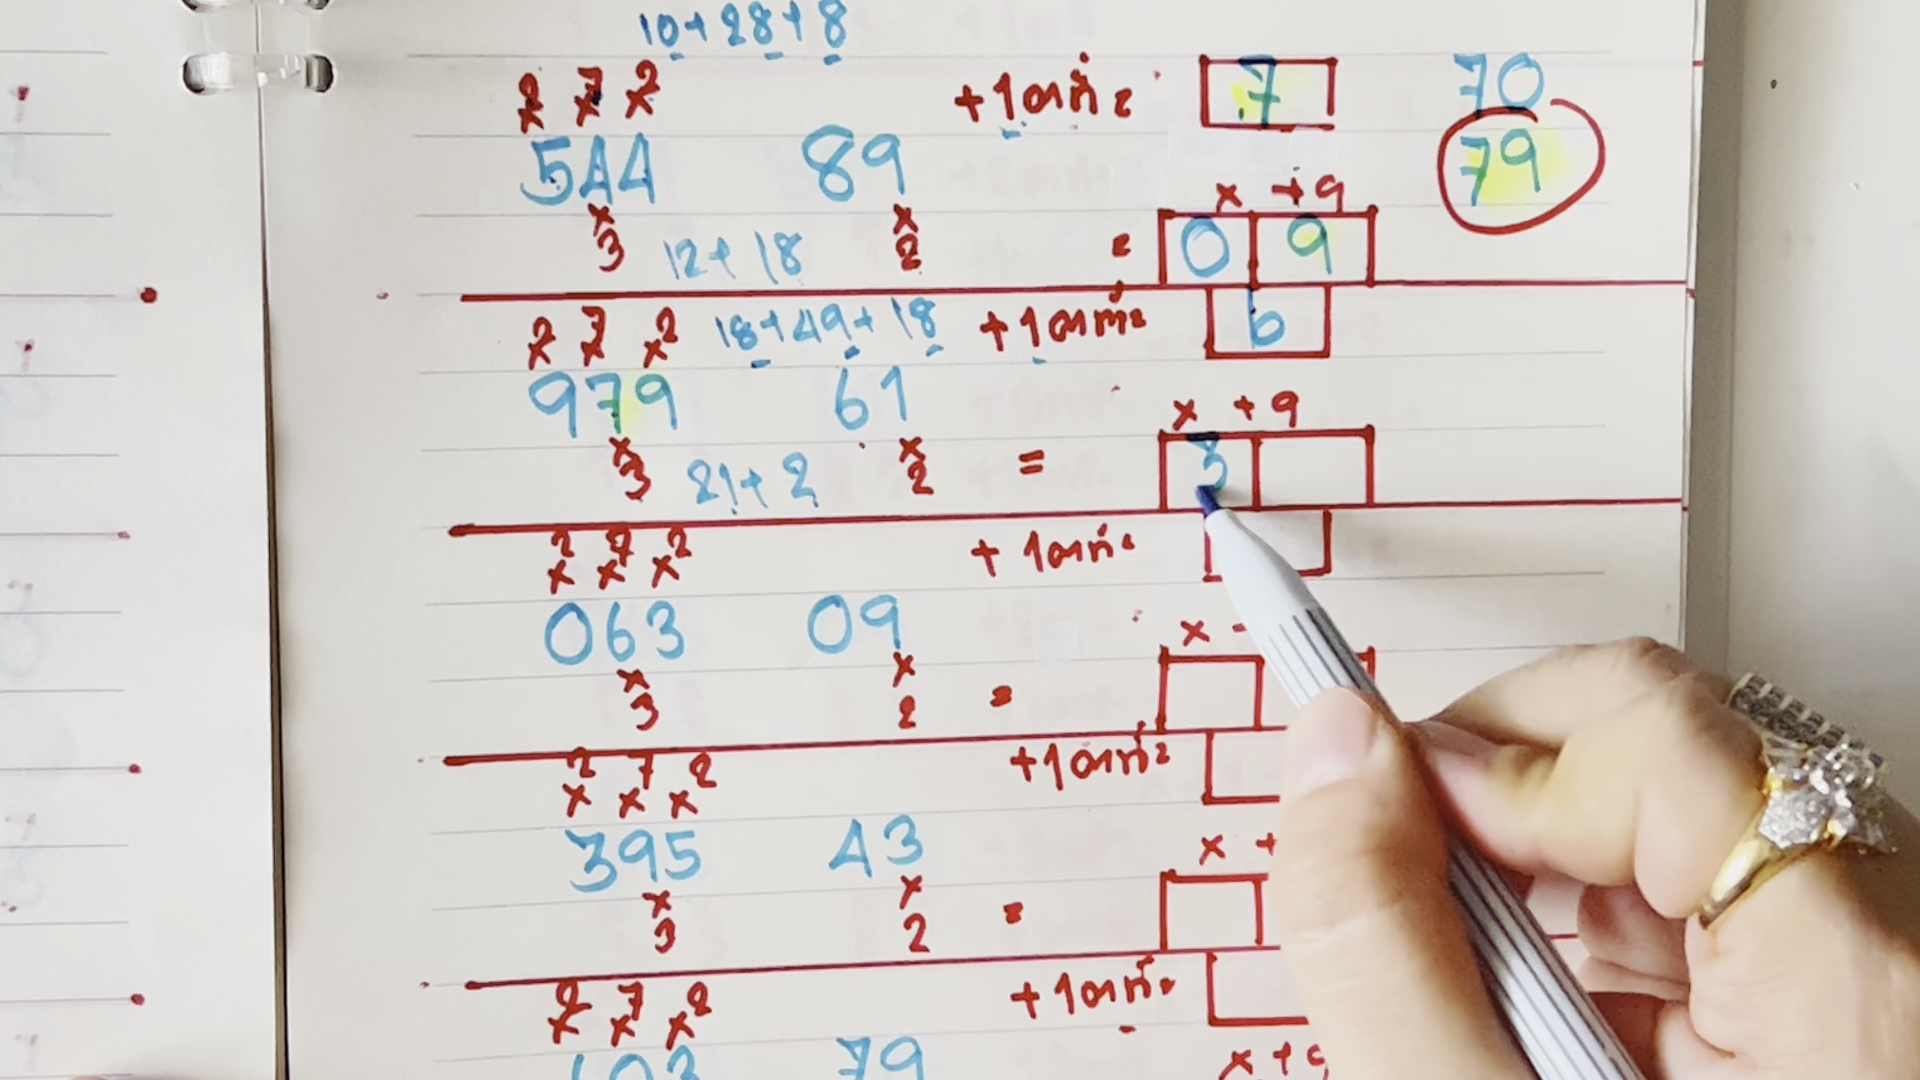 10+28+8
2 7 2 + 1 7 70
x x x
544 89 79
x x x +9
3 12+18 2 = 0 9
2 7 2 18+49+18 + 1 6
x x x
979 61
x x x + 9
3 21+2 2 = 3
2 7 2 + 1
x x x
063 09
x x x
3 2 =
2 7 2 + 1
x x x
395 43
x x x +
3 2 =
2 7 2 + 1
x x x
79
x + 9